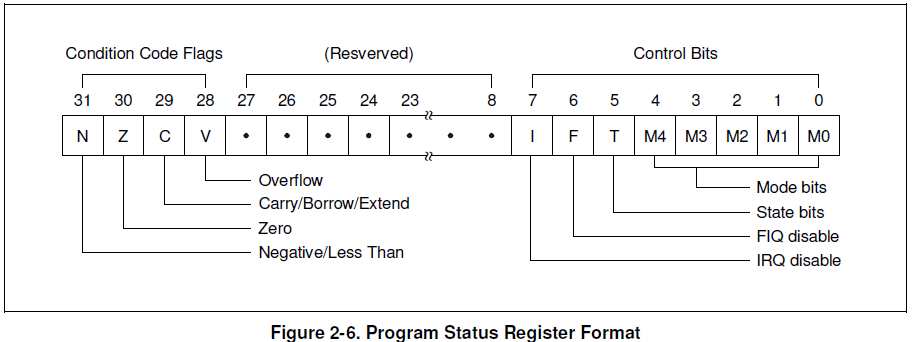 Condition Code Flags (Resverved) Control Bits
31 30 29 28 27 26 25 24 23 8 7 6 5 4 3 2 1 0
N Z C V • • • • • • • I F T M4 M3 M2 M1 M0
Overflow
Carry/Borrow/Extend
Zero
Negative/Less Than
Mode bits
State bits
FIQ disable
IRQ disable
Figure 2-6. Program Status Register Format